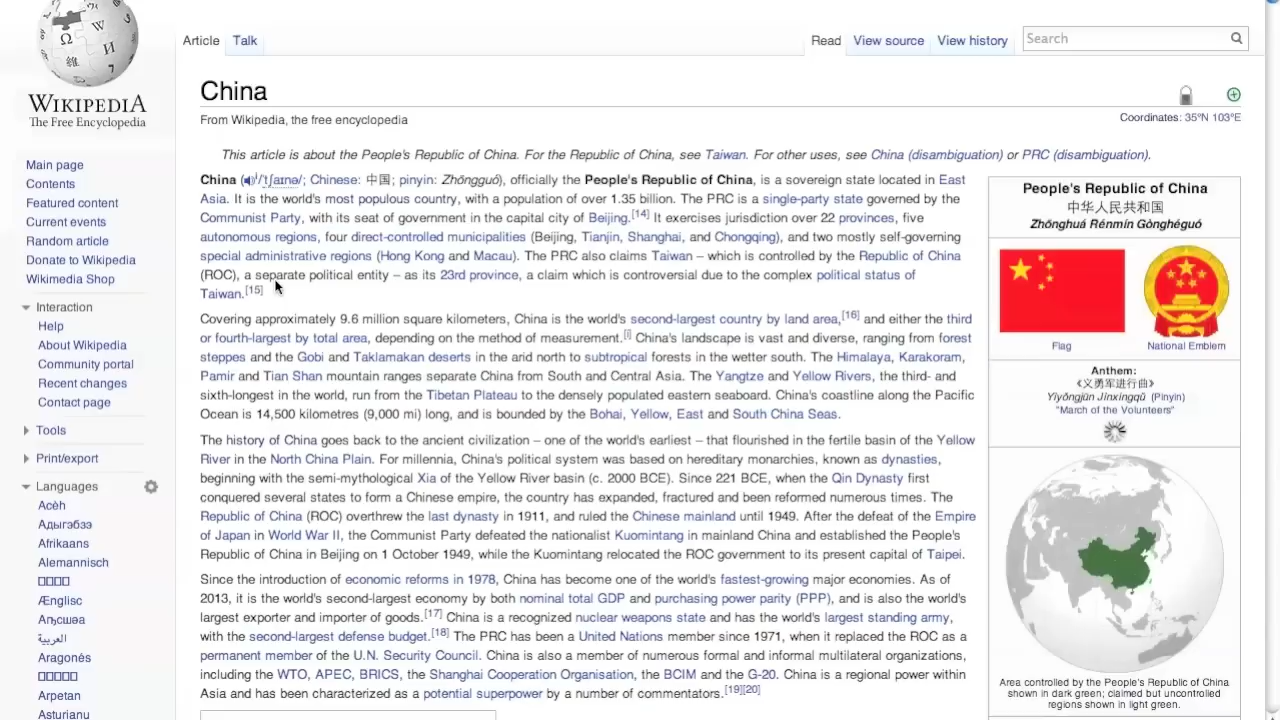 WIKIPEDIA
The Free Encyclopedia
Article
Talk
Read
View source
View history
Search
China
From Wikipedia, the free encyclopedia
Coordinates: 35°N 103°E
This article is about the People's Republic of China. For the Republic of China, see Taiwan. For other uses, see China (disambiguation) or PRC (disambiguation).
China (/ˈtʃaɪnə/; Chinese: 中国; pinyin: Zhōngguó), officially the People's Republic of China, is a sovereign state located in East
Asia. It is the world's most populous country, with a population of over 1.35 billion. The PRC is a single-party state governed by the
Communist Party, with its seat of government in the capital city of Beijing.[14] It exercises jurisdiction over 22 provinces, five
autonomous regions, four direct-controlled municipalities (Beijing, Tianjin, Shanghai, and Chongqing), and two mostly self-governing
special administrative regions (Hong Kong and Macau). The PRC also claims Taiwan – which is controlled by the Republic of China
(ROC), a separate political entity – as its 23rd province, a claim which is controversial due to the complex political status of
Taiwan.[15]
Covering approximately 9.6 million square kilometers, China is the world's second-largest country by land area,[16] and either the third
or fourth-largest by total area, depending on the method of measurement.[i] China's landscape is vast and diverse, ranging from forest
steppes and the Gobi and Taklamakan deserts in the arid north to subtropical forests in the wetter south. The Himalaya, Karakoram,
Pamir and Tian Shan mountain ranges separate China from South and Central Asia. The Yangtze and Yellow Rivers, the third- and
sixth-longest in the world, run from the Tibetan Plateau to the densely populated eastern seaboard. China's coastline along the Pacific
Ocean is 14,500 kilometres (9,000 mi) long, and is bounded by the Bohai, Yellow, East and South China Seas.
The history of China goes back to the ancient civilization – one of the world's earliest – that flourished in the fertile basin of the Yellow
River in the North China Plain. For millennia, China's political system was based on hereditary monarchies, known as dynasties,
beginning with the semi-mythological Xia of the Yellow River basin (c. 2000 BCE). Since 221 BCE, when the Qin Dynasty first
conquered several states to form a Chinese empire, the country has expanded, fractured and been reformed numerous times. The
Republic of China (ROC) overthrew the last dynasty in 1911, and ruled the Chinese mainland until 1949. After the defeat of the Empire
of Japan in World War II, the Communist Party defeated the nationalist Kuomintang in mainland China and established the People's
Republic of China in Beijing on 1 October 1949, while the Kuomintang relocated the ROC government to its present capital of Taipei.
Since the introduction of economic reforms in 1978, China has become one of the world's fastest-growing major economies. As of
2013, it is the world's second-largest economy by both nominal total GDP and purchasing power parity (PPP), and is also the world's
largest exporter and importer of goods.[17] China is a recognized nuclear weapons state and has the world's largest standing army,
with the second-largest defense budget.[18] The PRC has been a United Nations member since 1971, when it replaced the ROC as a
permanent member of the U.N. Security Council. China is also a member of numerous formal and informal multilateral organizations,
including the WTO, APEC, BRICS, the Shanghai Cooperation Organisation, the BCIM and the G-20. China is a regional power within
Asia and has been characterized as a potential superpower by a number of commentators.[19][20]
People's Republic of China
中华人民共和国
Zhōnghuá Rénmín Gònghéguó
Flag
National Emblem
Anthem:
《义勇军进行曲》
Yìyǒngjūn Jìnxíngqǔ (Pinyin)
"March of the Volunteers"
Area controlled by the People's Republic of China
shown in dark green; claimed but uncontrolled
regions shown in light green.
Main page
Contents
Featured content
Current events
Random article
Donate to Wikipedia
Wikimedia Shop
Interaction
Help
About Wikipedia
Community portal
Recent changes
Contact page
Tools
Print/export
Languages
Acèh
Адыгэбзэ
Afrikaans
Alemannisch
Ænglisc
Аҧсшәа
العربية
Aragonés
Arpetan
Asturianu